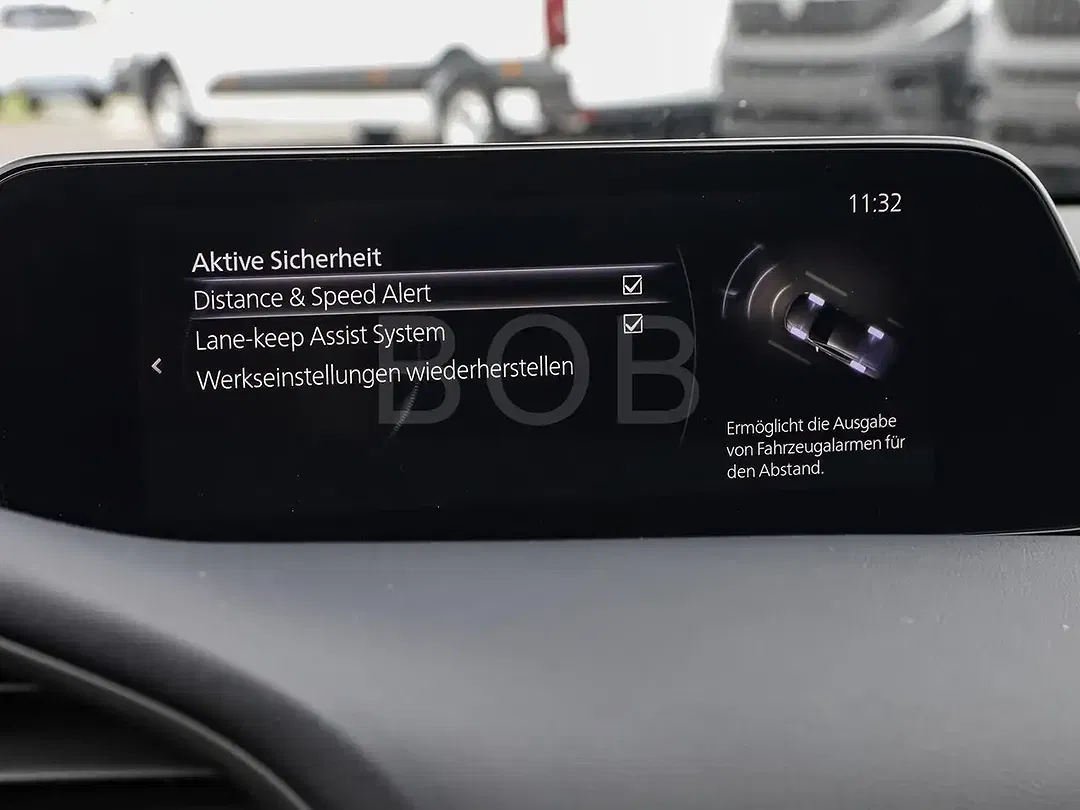 11:32
Aktive Sicherheit
Distance & Speed Alert
Lane-keep Assist System
Werkseinstellungen wiederherstellen
BOB
Ermöglicht die Ausgabe
von Fahrzeugalarmen für
den Abstand.